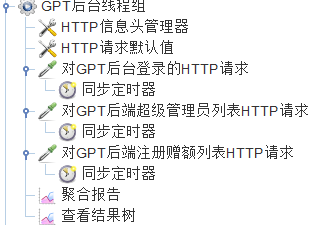 GPT后台线程组
HTTP信息头管理器
HTTP请求默认值
对GPT后台登录的HTTP请求
同步定时器
对GPT后端超级管理员列表HTTP请求
同步定时器
对GPT后端注册赠额列表HTTP请求
同步定时器
聚合报告
查看结果树